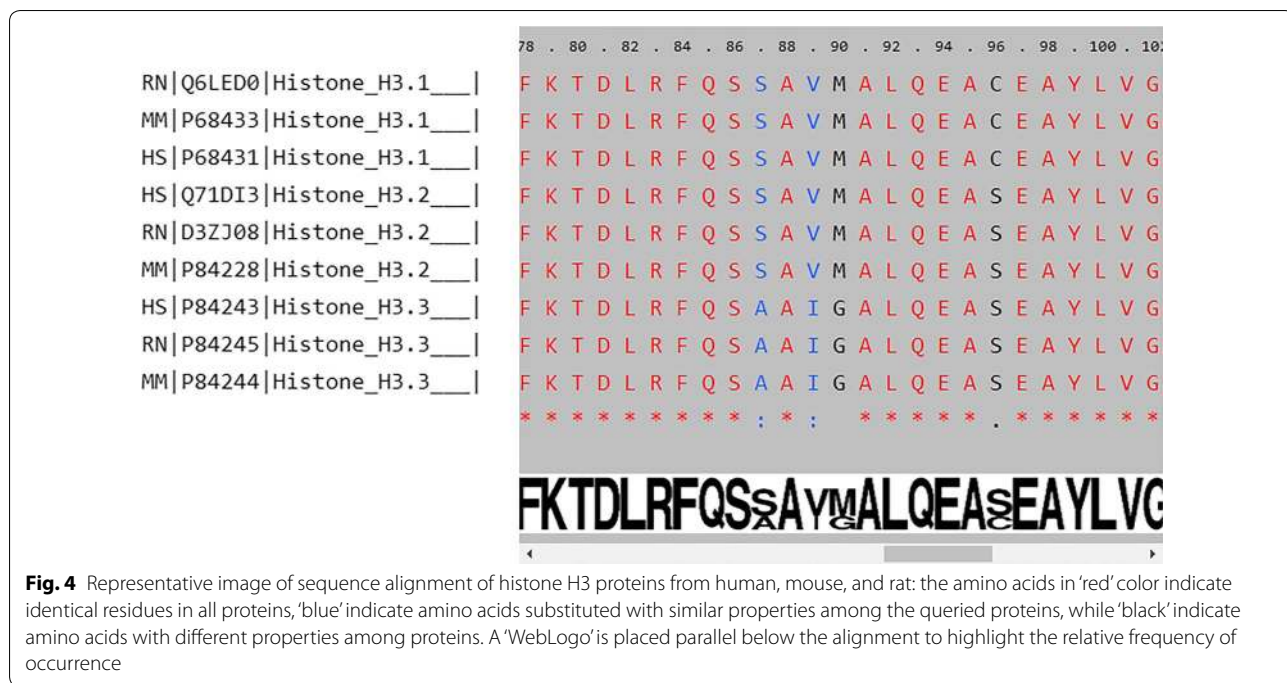 78 . 80 . 82 . 84 . 86 . 88 . 90 . 92 . 94 . 96 . 98 . 100 . 102
RN|Q6LED0|Histone_H3.1___| F K T D L R F Q S S A V M A L Q E A C E A Y L V G
MM|P68433|Histone_H3.1___| F K T D L R F Q S S A V M A L Q E A C E A Y L V G
HS|P68431|Histone_H3.1___| F K T D L R F Q S S A V M A L Q E A C E A Y L V G
HS|Q71DI3|Histone_H3.2___| F K T D L R F Q S S A V M A L Q E A S E A Y L V G
RN|D3ZJ08|Histone_H3.2___| F K T D L R F Q S S A V M A L Q E A S E A Y L V G
MM|P84228|Histone_H3.2___| F K T D L R F Q S S A V M A L Q E A S E A Y L V G
HS|P84243|Histone_H3.3___| F K T D L R F Q S A A I G A L Q E A S E A Y L V G
RN|P84245|Histone_H3.3___| F K T D L R F Q S A A I G A L Q E A S E A Y L V G
MM|P84244|Histone_H3.3___| F K T D L R F Q S A A I G A L Q E A S E A Y L V G
* * * * * * * * * : * :   * * * * * . * * * * * *
FKTDLRFQSSAAVMGALQEASCEAYLVG
Fig. 4 Representative image of sequence alignment of histone H3 proteins from human, mouse, and rat: the amino acids in ‘red’ color indicate
identical residues in all proteins, ‘blue’ indicate amino acids substituted with similar properties among the queried proteins, while ‘black’ indicate
amino acids with different properties among proteins. A ‘WebLogo’ is placed parallel below the alignment to highlight the relative frequency of
occurrence